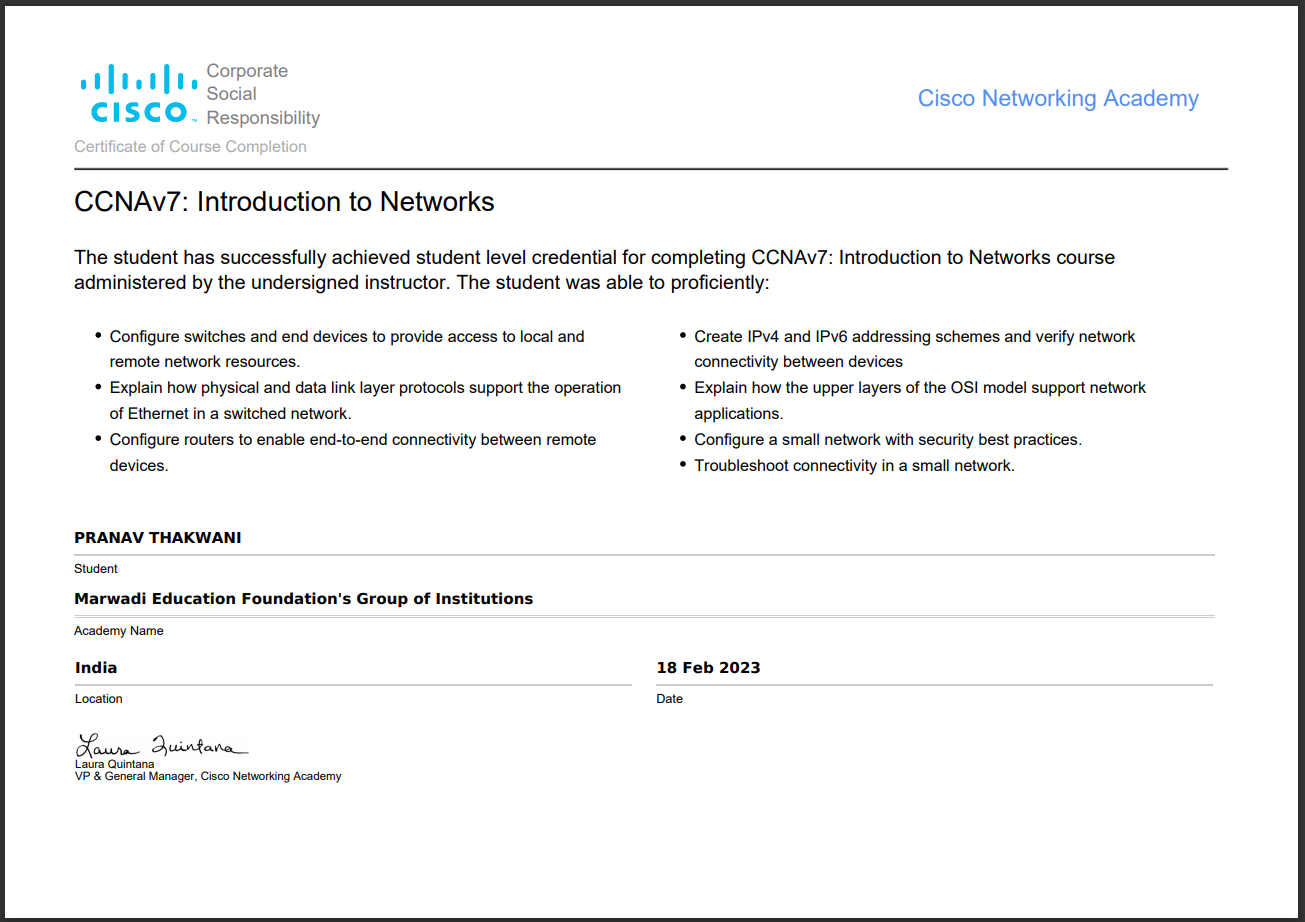 Corporate
Social
CISCO Responsibility
Cisco Networking Academy
Certificate of Course Completion
CCNAv7: Introduction to Networks
The student has successfully achieved student level credential for completing CCNAv7: Introduction to Networks course
administered by the undersigned instructor. The student was able to proficiently:
• Configure switches and end devices to provide access to local and
remote network resources.
• Explain how physical and data link layer protocols support the operation
of Ethernet in a switched network.
• Configure routers to enable end-to-end connectivity between remote
devices.
• Create IPv4 and IPv6 addressing schemes and verify network
connectivity between devices
• Explain how the upper layers of the OSI model support network
applications.
• Configure a small network with security best practices.
• Troubleshoot connectivity in a small network.
PRANAV THAKWANI
Student
Marwadi Education Foundation's Group of Institutions
Academy Name
India
Location
18 Feb 2023
Date
Laura Quintana
Laura Quintana
VP & General Manager, Cisco Networking Academy